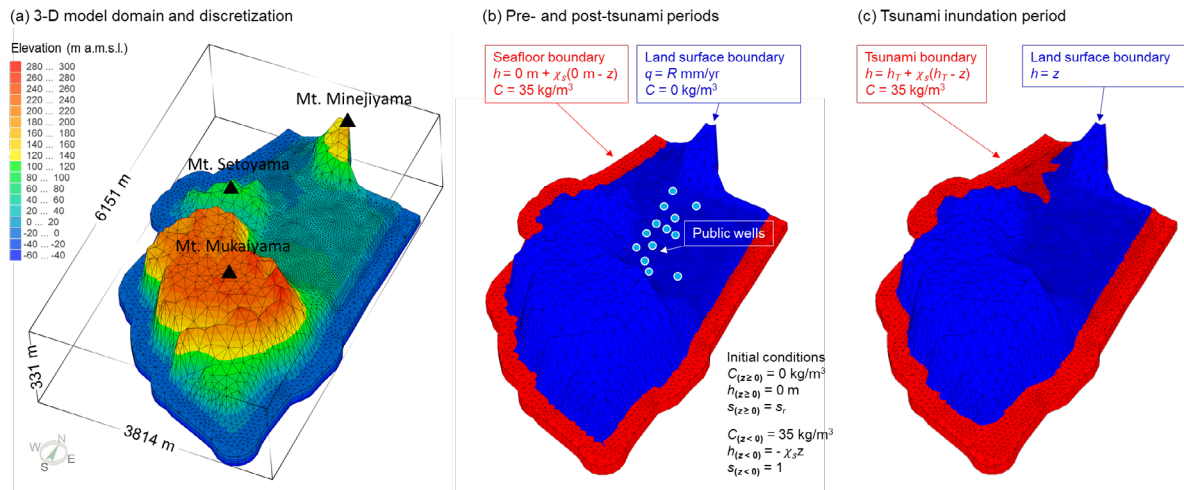 (a) 3-D model domain and discretization
Elevation (m a.m.s.l.)
280 ... 300
260 ... 280
240 ... 260
220 ... 240
200 ... 220
180 ... 200
160 ... 180
140 ... 160
120 ... 140
100 ... 120
80 ... 100
60 ... 80
40 ... 60
20 ... 40
0 ... 20
-20 ... 0
-40 ... -20
-60 ... -40
Mt. Minejiyama
Mt. Setoyama
Mt. Mukaiyama
6151 m
331 m
3814 m
W N
S E
(b) Pre- and post-tsunami periods
Seafloor boundary
h = 0 m + χₛ(0 m - z)
C = 35 kg/m³
Land surface boundary
q = R mm/yr
C = 0 kg/m³
Public wells
Initial conditions
C(z≥0) = 0 kg/m³
h(z≥0) = 0 m
s(z≥0) = sᵣ
C(z<0) = 35 kg/m³
h(z<0) = - χₛz
s(z<0) = 1
(c) Tsunami inundation period
Tsunami boundary
h = h_T + χₛ(h_T - z)
C = 35 kg/m³
Land surface boundary
h = z